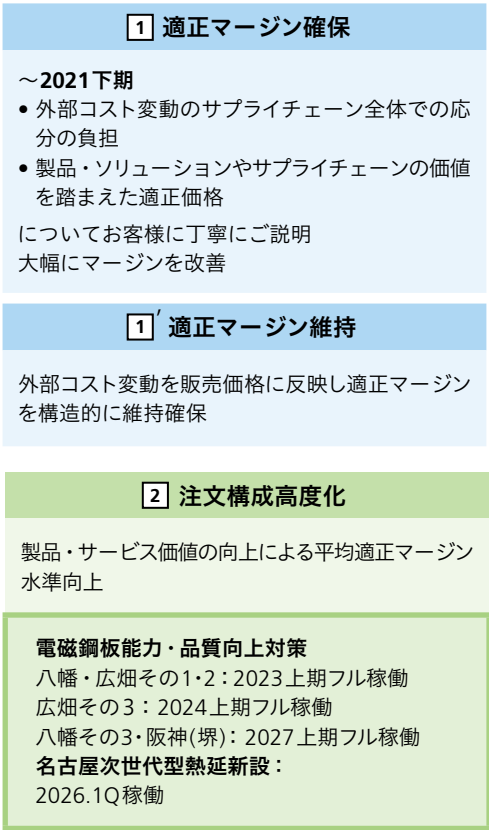 1 適正マージン確保
～2021下期
• 外部コスト変動のサプライチェーン全体での応
分の負担
• 製品・ソリューションやサプライチェーンの価値
を踏まえた適正価格
についてお客様に丁寧にご説明
大幅にマージンを改善
1′ 適正マージン維持
外部コスト変動を販売価格に反映し適正マージン
を構造的に維持確保
2 注文構成高度化
製品・サービス価値の向上による平均適正マージン
水準向上
電磁鋼板能力・品質向上対策
八幡・広畑その1・2：2023上期フル稼働
広畑その3：2024上期フル稼働
八幡その3・阪神(堺)：2027上期フル稼働
名古屋次世代型熱延新設：
2026.1Q稼働